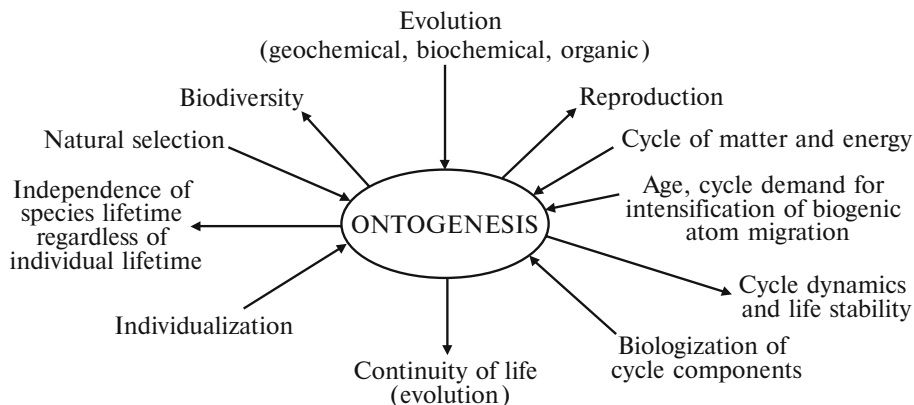 Evolution
(geochemical, biochemical, organic)
Biodiversity
Reproduction
Natural selection
Cycle of matter and energy
Independence of
species lifetime
regardless of
individual lifetime
ONTOGENESIS
Age, cycle demand for
intensification of biogenic
atom migration
Cycle dynamics
and life stability
Individualization
Biologization of
cycle components
Continuity of life
(evolution)